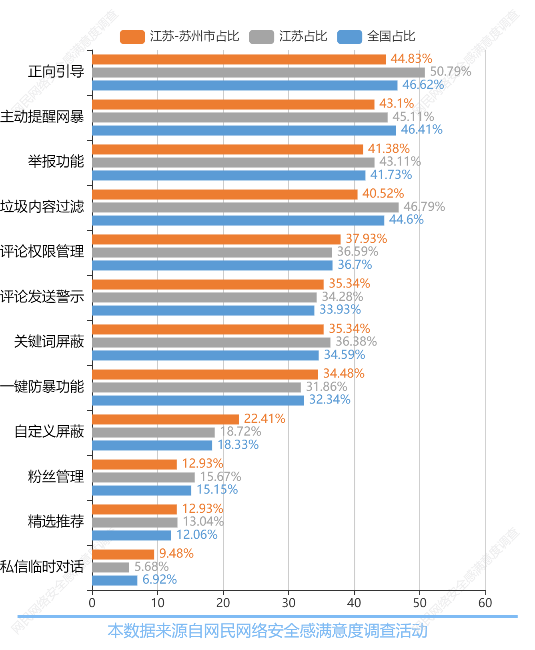 江苏-苏州市占比 江苏占比 全国占比
正向引导 44.83% 50.79% 46.62%
主动提醒网暴 43.1% 45.11% 46.41%
举报功能 41.38% 43.11% 41.73%
垃圾内容过滤 40.52% 46.79% 44.6%
评论权限管理 37.93% 36.59% 36.7%
评论发送警示 35.34% 34.28% 33.93%
关键词屏蔽 35.34% 36.38% 34.59%
一键防暴功能 34.48% 31.86% 32.34%
自定义屏蔽 22.41% 18.72% 18.33%
粉丝管理 12.93% 15.67% 15.15%
精选推荐 12.93% 13.04% 12.06%
私信临时对话 9.48% 5.68% 6.92%
0 10 20 30 40 50 60
本数据来源自网民网络安全感满意度调查活动